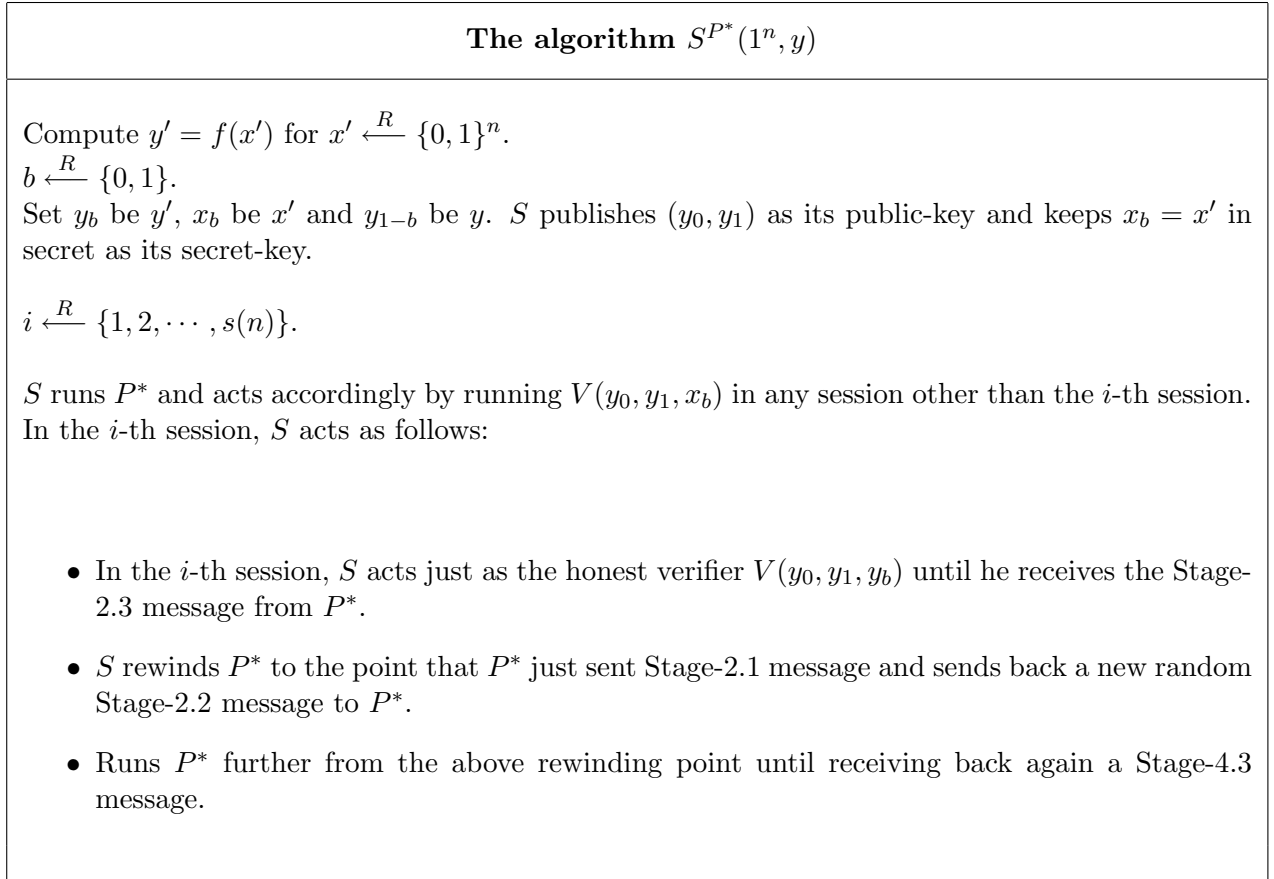 The algorithm $S^{P^*}(1^n, y)$
Compute $y' = f(x')$ for $x' \xleftarrow{R} \{0, 1\}^n$.
$b \xleftarrow{R} \{0, 1\}$.
Set $y_b$ be $y'$, $x_b$ be $x'$ and $y_{1-b}$ be $y$. $S$ publishes $(y_0, y_1)$ as its public-key and keeps $x_b = x'$ in
secret as its secret-key.
$i \xleftarrow{R} \{1, 2, \cdots, s(n)\}$.
$S$ runs $P^*$ and acts accordingly by running $V(y_0, y_1, x_b)$ in any session other than the $i$-th session.
In the $i$-th session, $S$ acts as follows:
• In the $i$-th session, $S$ acts just as the honest verifier $V(y_0, y_1, y_b)$ until he receives the Stage-
2.3 message from $P^*$.
• $S$ rewinds $P^*$ to the point that $P^*$ just sent Stage-2.1 message and sends back a new random
Stage-2.2 message to $P^*$.
• Runs $P^*$ further from the above rewinding point until receiving back again a Stage-4.3
message.